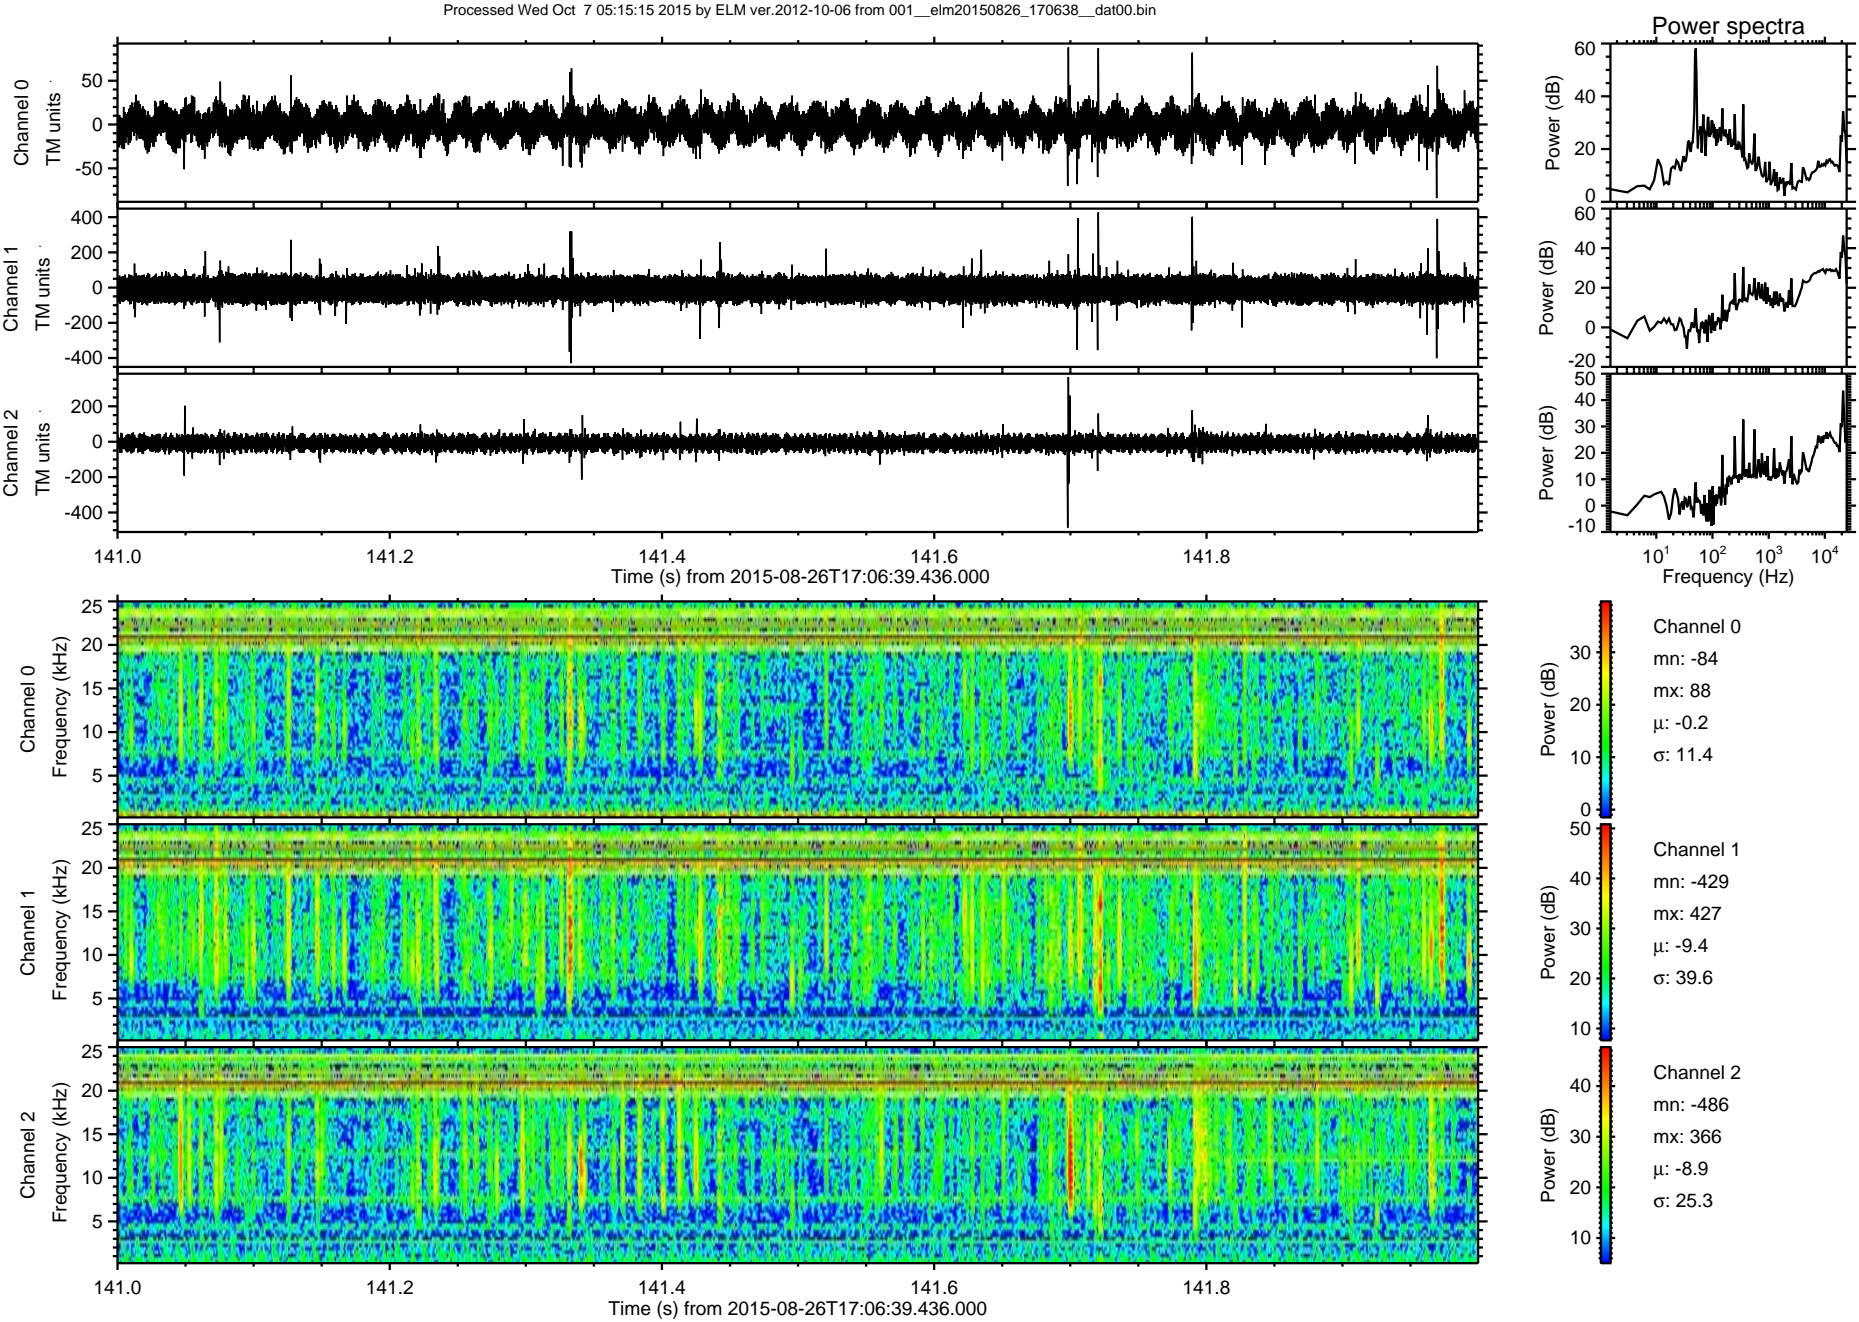 Processed Wed Oct  7 05:15:15 2015 by ELM ver.2012-10-06 from 001__elm20150826_170638__dat00.bin
Power spectra
Channel 0
TM units
50
0
-50
Power (dB)
60
40
20
0
Channel 1
TM units
400
200
0
-200
-400
Power (dB)
60
40
20
0
-20
Channel 2
TM units
200
0
-200
-400
Power (dB)
50
40
30
20
10
0
-10
141.0 141.2 141.4 141.6 141.8
Time (s) from 2015-08-26T17:06:39.436.000
10¹ 10² 10³ 10⁴
Frequency (Hz)
Channel 0
Frequency (kHz)
25
20
15
10
5
Power (dB)
30
20
10
0
Channel 0
mn: -84
mx: 88
μ: -0.2
σ: 11.4
Channel 1
Frequency (kHz)
25
20
15
10
5
Power (dB)
50
40
30
20
10
Channel 1
mn: -429
mx: 427
μ: -9.4
σ: 39.6
Channel 2
Frequency (kHz)
25
20
15
10
5
Power (dB)
40
30
20
10
Channel 2
mn: -486
mx: 366
μ: -8.9
σ: 25.3
141.0 141.2 141.4 141.6 141.8
Time (s) from 2015-08-26T17:06:39.436.000